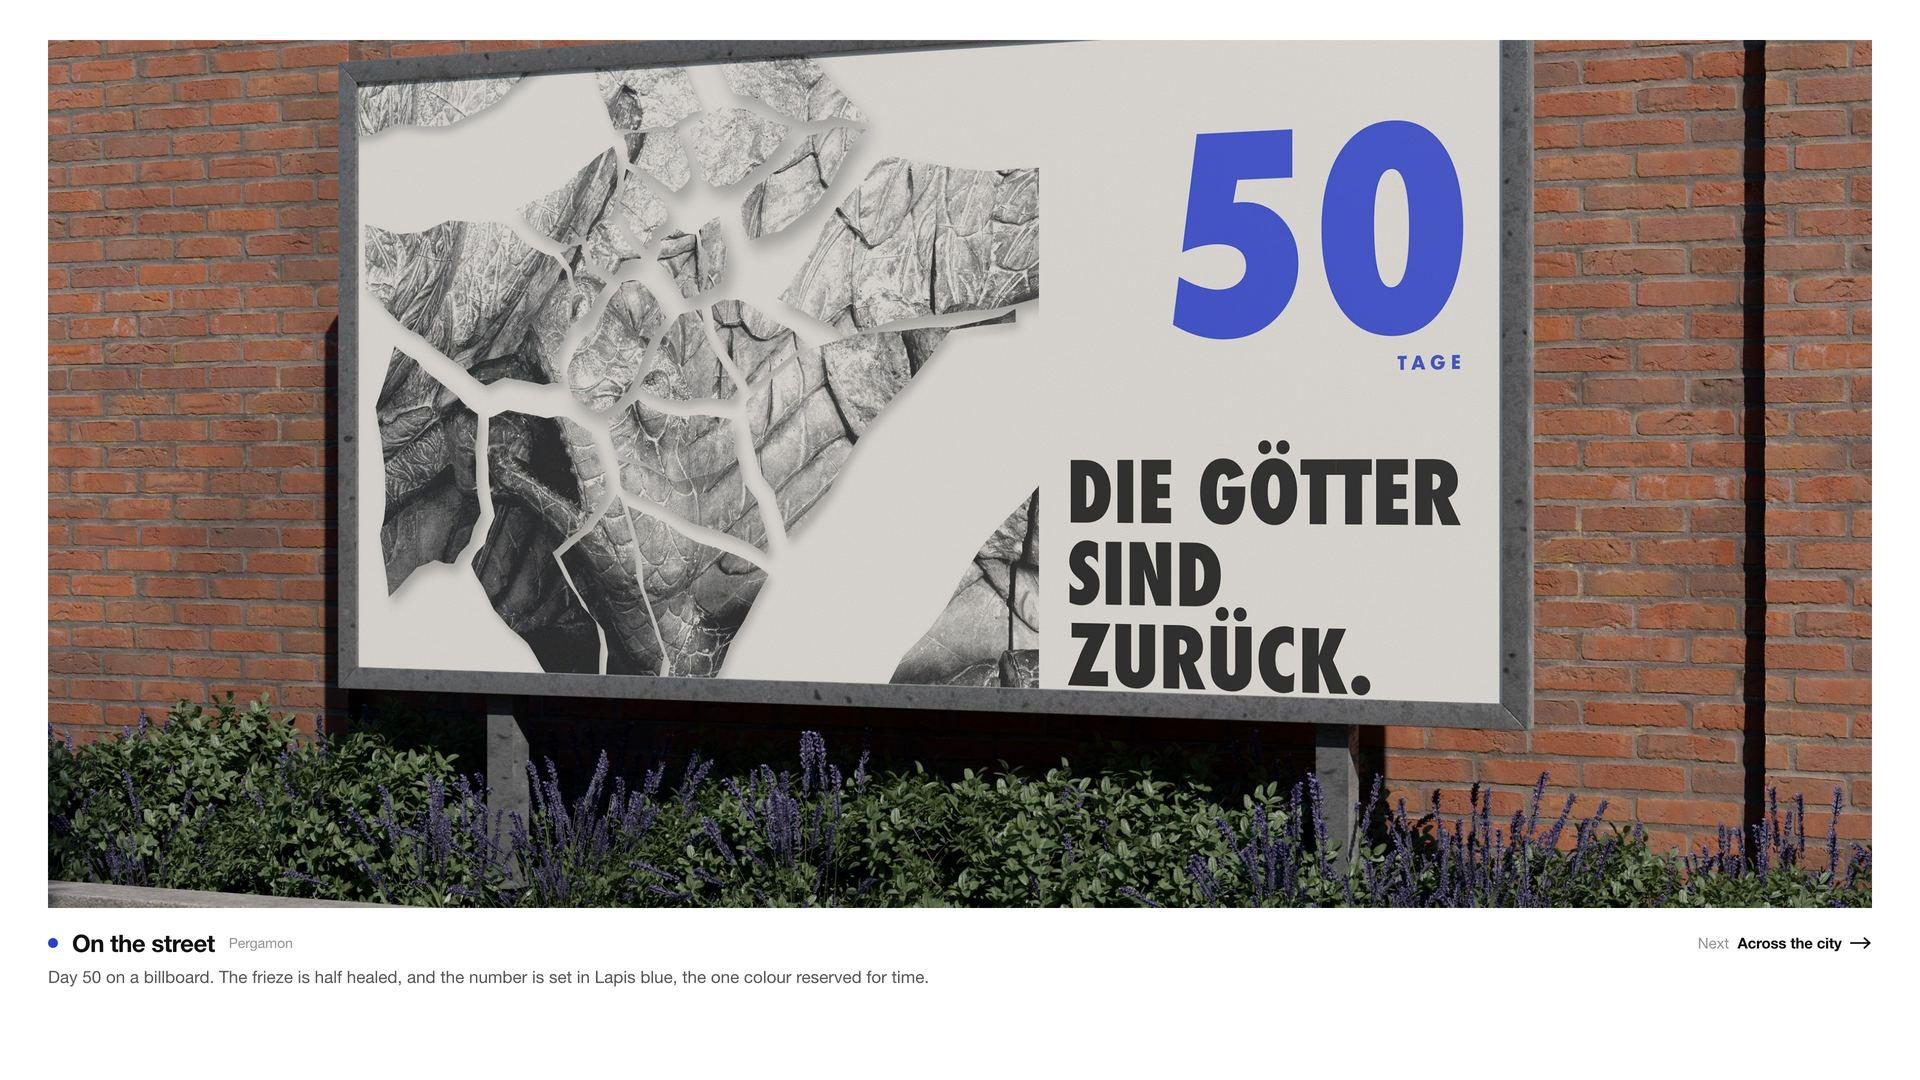 50
TAGE
DIE GÖTTER
SIND
ZURÜCK.
On the street Pergamon
Next Across the city →
Day 50 on a billboard. The frieze is half healed, and the number is set in Lapis blue, the one colour reserved for time.